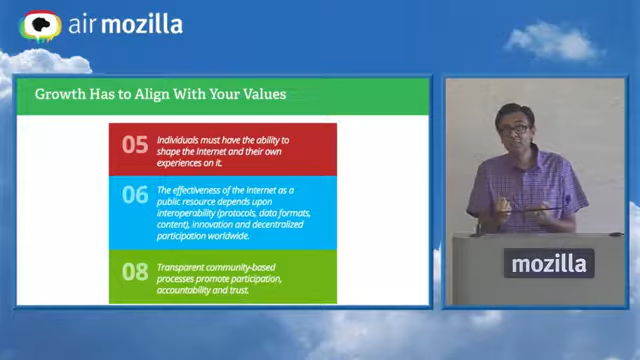 air mozilla
Growth Has to Align With Your Values
05
Individuals must have the ability to
shape the Internet and their own
experiences on it.
06
The effectiveness of the Internet as a
public resource depends upon
interoperability (protocols, data formats,
content), innovation and decentralized
participation worldwide.
08
Transparent community-based
processes promote participation,
accountability and trust.
mozilla